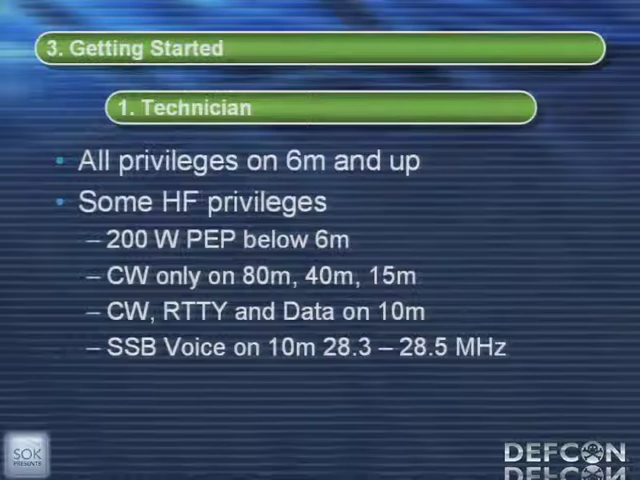 3. Getting Started
1. Technician
• All privileges on 6m and up
• Some HF privileges
– 200 W PEP below 6m
– CW only on 80m, 40m, 15m
– CW, RTTY and Data on 10m
– SSB Voice on 10m 28.3 – 28.5 MHz
SOK
PRESENTS
DEFCON